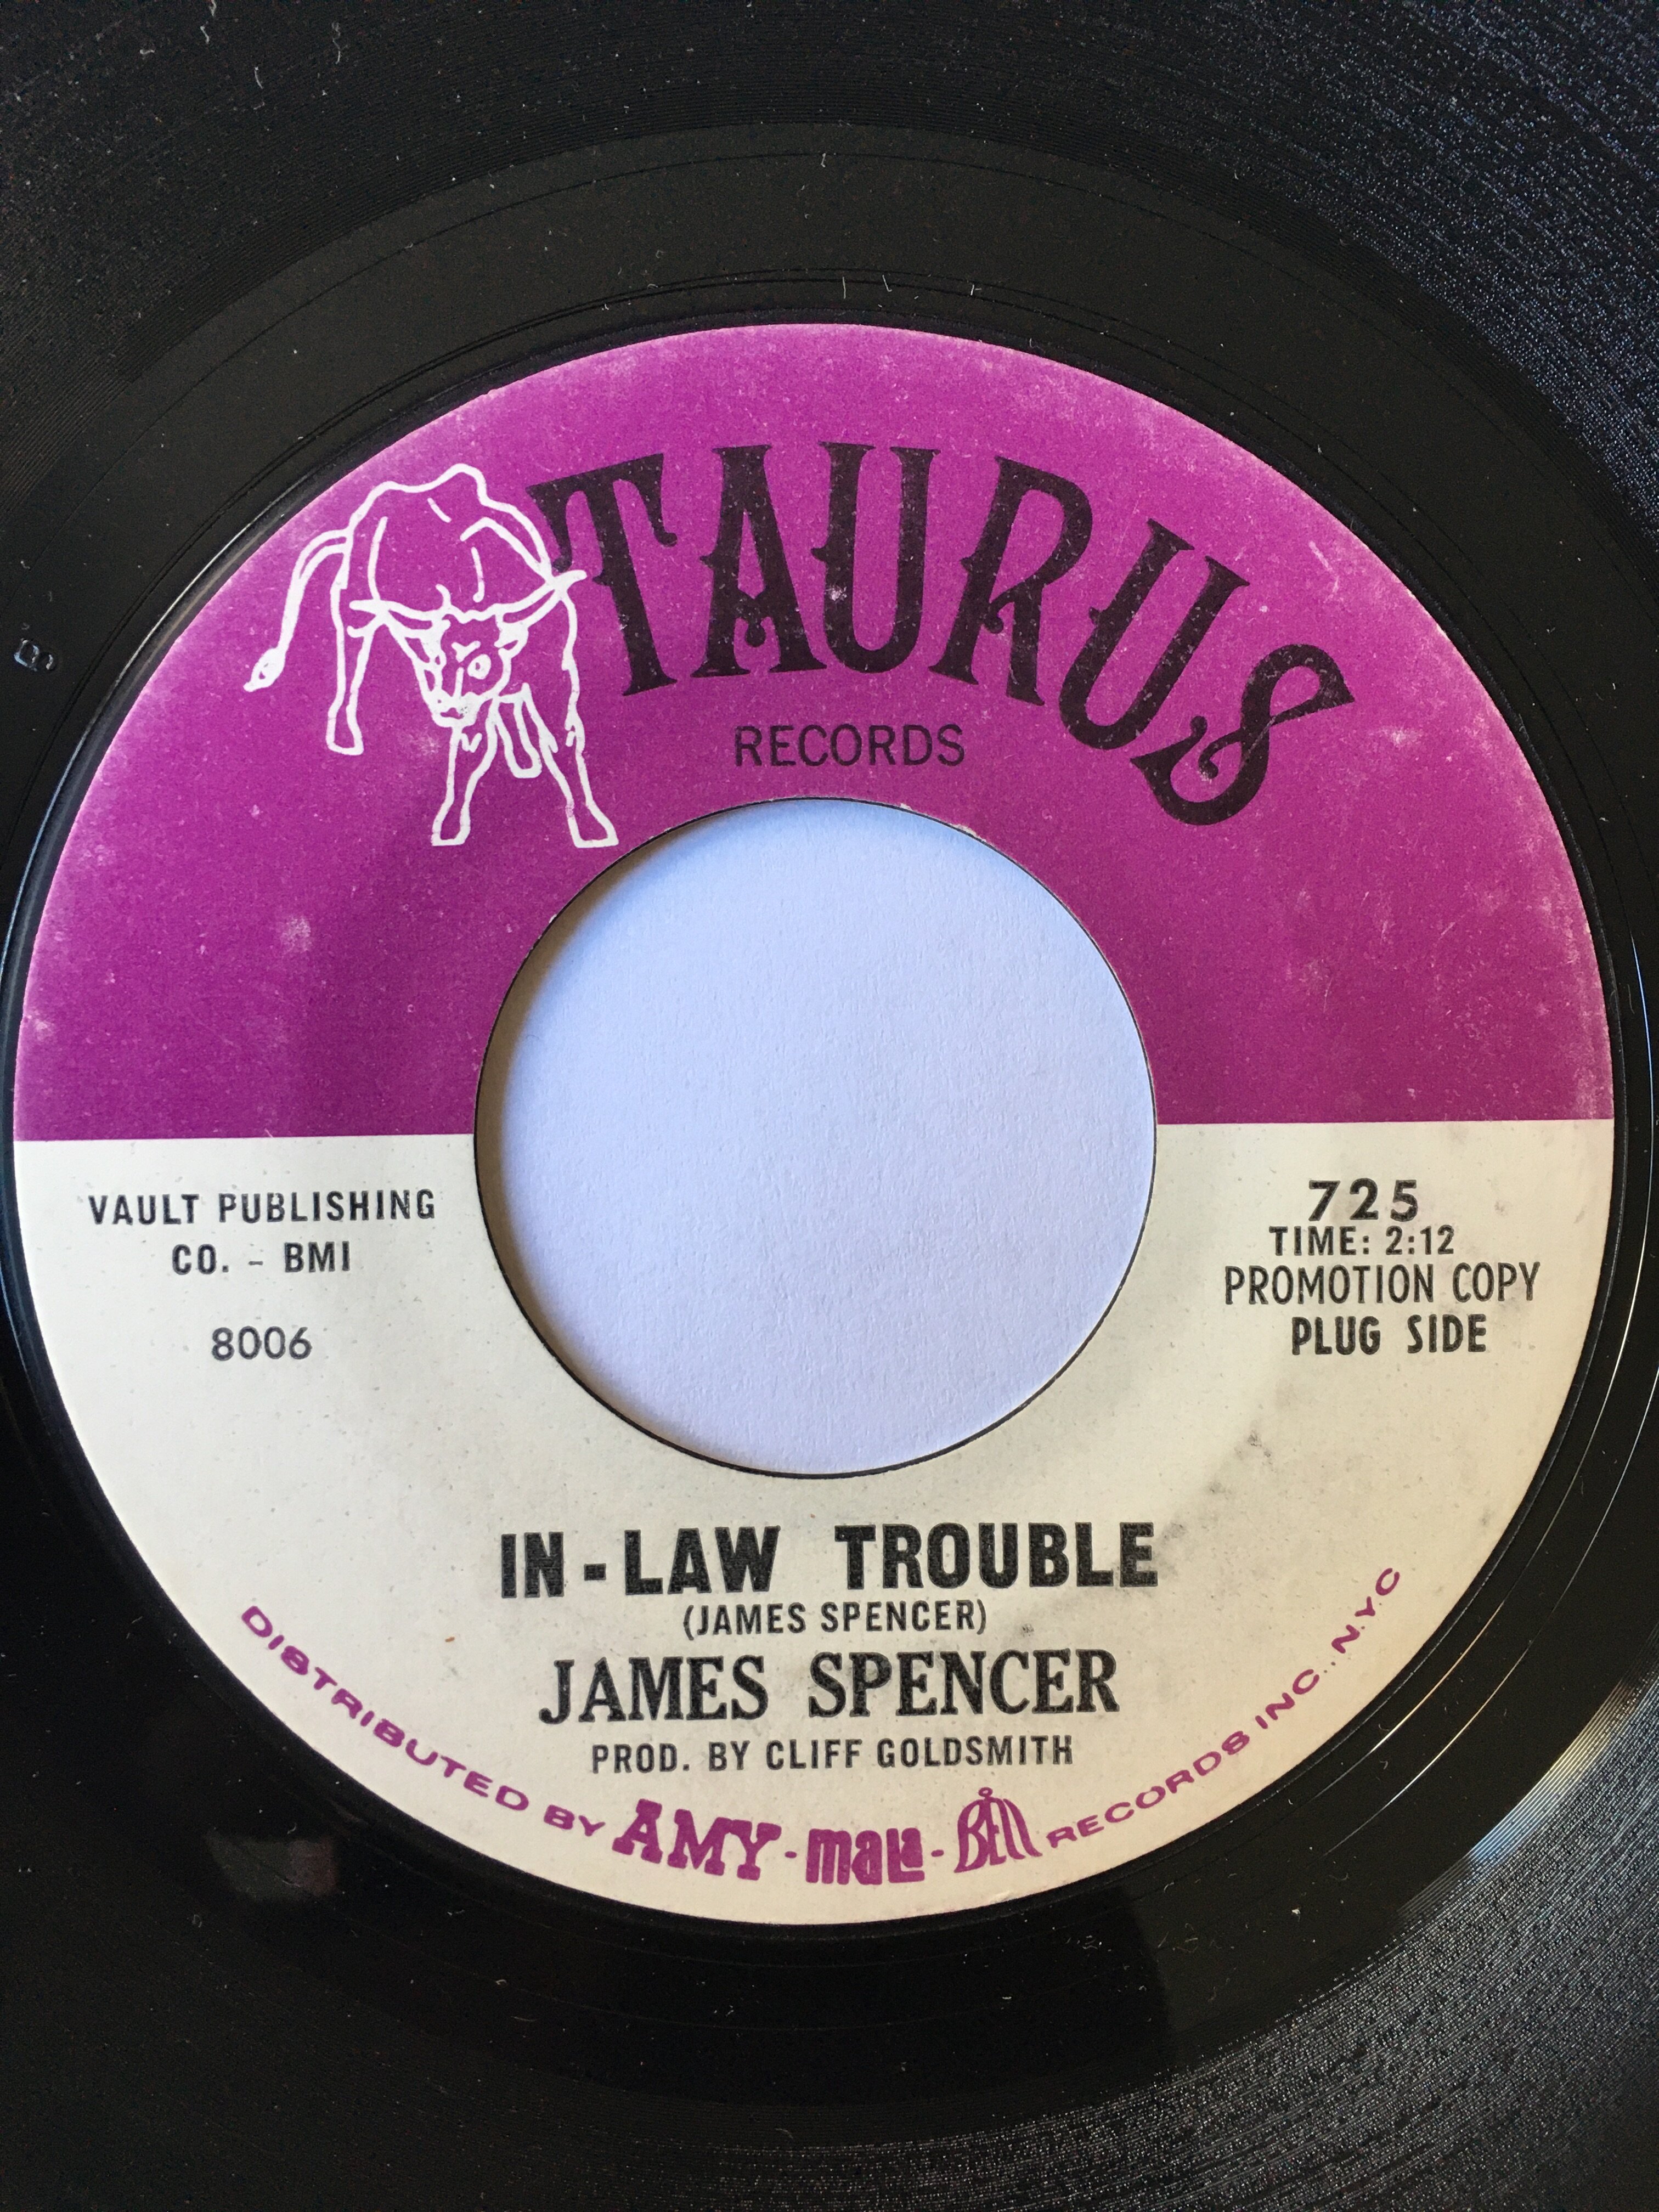 TAURUS
RECORDS
VAULT PUBLISHING
CO. - BMI
8006
725
TIME: 2:12
PROMOTION COPY
PLUG SIDE
IN-LAW TROUBLE
(JAMES SPENCER)
JAMES SPENCER
PROD. BY CLIFF GOLDSMITH
DISTRIBUTED BY AMY-mala-BELL RECORDS INC., N.Y.C